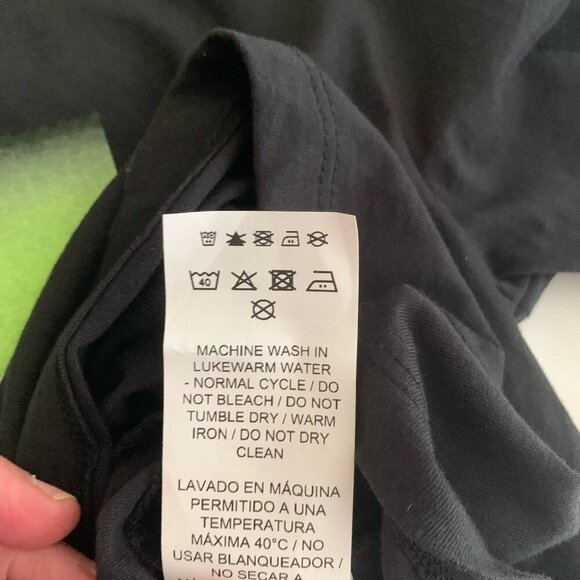 40
MACHINE WASH IN
LUKEWARM WATER
- NORMAL CYCLE / DO
NOT BLEACH / DO NOT
TUMBLE DRY / WARM
IRON / DO NOT DRY
CLEAN
LAVADO EN MÁQUINA
PERMITIDO A UNA
TEMPERATURA
MÁXIMA 40°C / NO
USAR BLANQUEADOR /
NO SECAR A